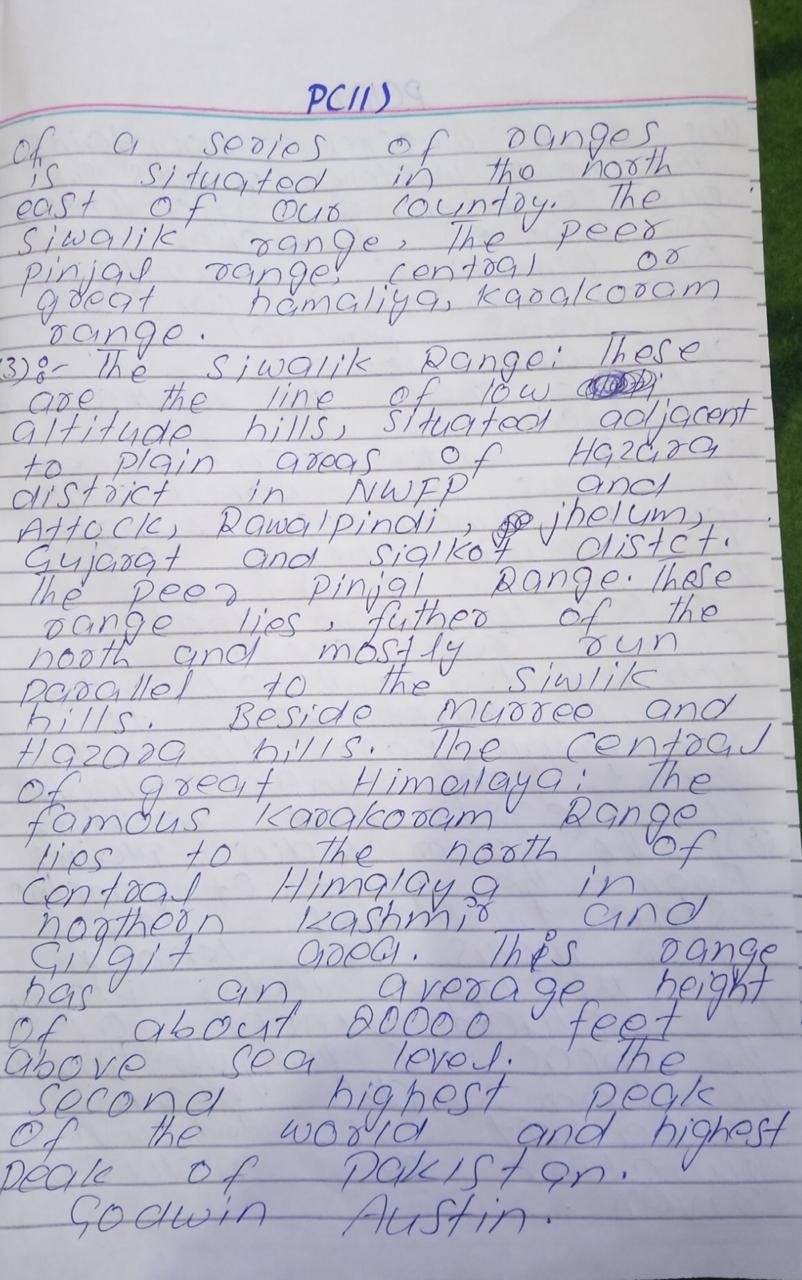 PC(1)
of a series of ranges
is situated in the north
east of our country. The
Siwalik range, The peer
pinjal range, central or
great hamaliya, Karakoram
range.
(3):- The Siwalik Range: These
are the line of low
altitude hills, situated adjacent
to plain areas of Hazara
district in NWFP and
Attock, Rawalpindi, jhelum,
Gujarat and sialkot distct.
The peer pinjal Range. These
range lies, futher of the
north and mostly run
parallel to the Siwlik
hills. Beside murree and
Hazara hills. The central
of great Himalaya: The
famous Karakoram Range
lies to the north of
central Himalaya in
northern Kashmir and
Gilgit area. This range
has an average height
of about 20000 feet
above sea level. The
second highest peak
of the world and highest
peak of pakistan.
Godwin Austin.